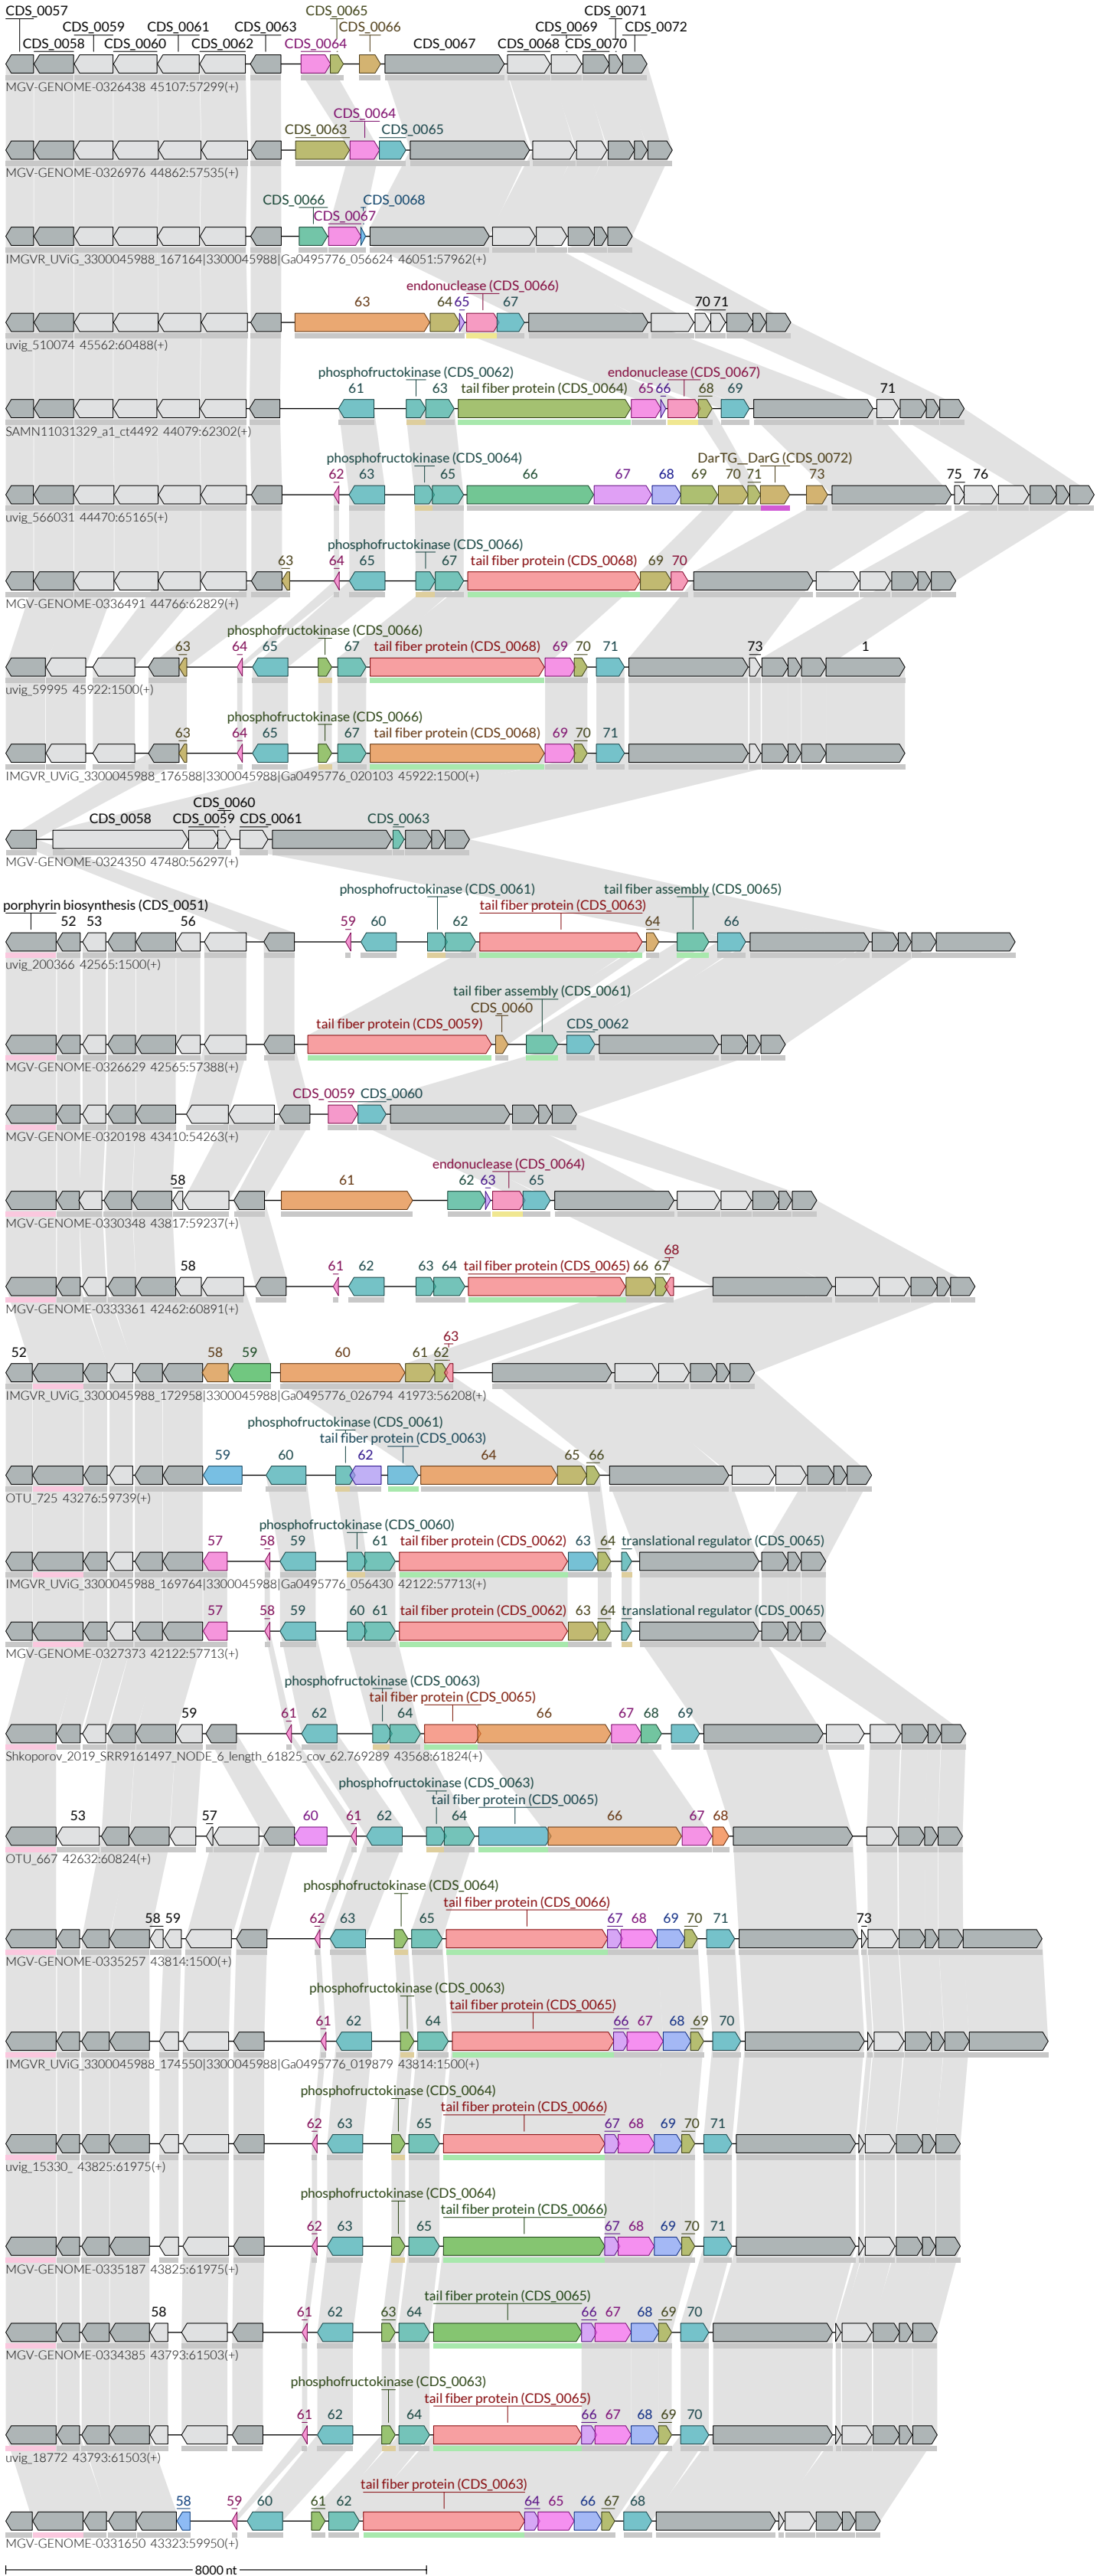 CDS_0057 CDS_0059 CDS_0061 CDS_0063 CDS_0065 CDS_0066 CDS_0069 CDS_0071
CDS_0058 CDS_0060 CDS_0062 CDS_0064 CDS_0067 CDS_0068 CDS_0070 CDS_0072
MGV-GENOME-0326438 45107:57299(+)
CDS_0064
CDS_0063 CDS_0065
MGV-GENOME-0326976 44862:57535(+)
CDS_0066 CDS_0068
CDS_0067
IMGVR_UViG_3300045988_167164|3300045988|Ga0495776_056624 46051:57962(+)
endonuclease (CDS_0066)
63 64 65 67 70 71
uvig_510074 45562:60488(+)
phosphofructokinase (CDS_0062) endonuclease (CDS_0067)
61 63 tail fiber protein (CDS_0064) 65 66 68 69 71
SAMN11031329_a1_ct4492 44079:62302(+)
phosphofructokinase (CDS_0064) DarTG__DarG (CDS_0072)
62 63 65 66 67 68 69 70 71 73 75 76
uvig_566031 44470:65165(+)
phosphofructokinase (CDS_0066)
63 64 65 67 tail fiber protein (CDS_0068) 69 70
MGV-GENOME-0336491 44766:62829(+)
phosphofructokinase (CDS_0066)
63 64 65 67 tail fiber protein (CDS_0068) 69 70 71 73 1
uvig_59995 45922:1500(+)
phosphofructokinase (CDS_0066)
63 64 65 67 tail fiber protein (CDS_0068) 69 70 71
IMGVR_UViG_3300045988_176588|3300045988|Ga0495776_020103 45922:1500(+)
CDS_0060
CDS_0058 CDS_0059 CDS_0061 CDS_0063
MGV-GENOME-0324350 47480:56297(+)
phosphofructokinase (CDS_0061) tail fiber assembly (CDS_0065)
porphyrin biosynthesis (CDS_0051) tail fiber protein (CDS_0063)
52 53 56 59 60 62 64 66
uvig_200366 42565:1500(+)
tail fiber assembly (CDS_0061)
CDS_0060
tail fiber protein (CDS_0059) CDS_0062
MGV-GENOME-0326629 42565:57388(+)
CDS_0059 CDS_0060
MGV-GENOME-0320198 43410:54263(+)
endonuclease (CDS_0064)
58 61 62 63 65
MGV-GENOME-0330348 43817:59237(+)
68
58 61 62 63 64 tail fiber protein (CDS_0065) 66 67
MGV-GENOME-0333361 42462:60891(+)
63
52 58 59 60 61 62
IMGVR_UViG_3300045988_172958|3300045988|Ga0495776_026794 41973:56208(+)
phosphofructokinase (CDS_0061)
tail fiber protein (CDS_0063)
59 60 62 64 65 66
OTU_725 43276:59739(+)
phosphofructokinase (CDS_0060)
57 58 59 61 tail fiber protein (CDS_0062) 63 64 translational regulator (CDS_0065)
IMGVR_UViG_3300045988_169764|3300045988|Ga0495776_056430 42122:57713(+)
57 58 59 60 61 tail fiber protein (CDS_0062) 63 64 translational regulator (CDS_0065)
MGV-GENOME-0327373 42122:57713(+)
phosphofructokinase (CDS_0063)
tail fiber protein (CDS_0065)
59 61 62 64 66 67 68 69
Shkoporov_2019_SRR9161497_NODE_6_length_61825_cov_62.769289 43568:61824(+)
phosphofructokinase (CDS_0063)
tail fiber protein (CDS_0065)
53 57 60 61 62 64 66 67 68
OTU_667 42632:60824(+)
phosphofructokinase (CDS_0064)
tail fiber protein (CDS_0066)
58 59 62 63 65 67 68 69 70 71 73
MGV-GENOME-0335257 43814:1500(+)
phosphofructokinase (CDS_0063)
tail fiber protein (CDS_0065)
61 62 64 66 67 68 69 70
IMGVR_UViG_3300045988_174550|3300045988|Ga0495776_019879 43814:1500(+)
phosphofructokinase (CDS_0064)
tail fiber protein (CDS_0066)
62 63 65 67 68 69 70 71
uvig_15330_ 43825:61975(+)
phosphofructokinase (CDS_0064)
tail fiber protein (CDS_0066)
62 63 65 67 68 69 70 71
MGV-GENOME-0335187 43825:61975(+)
tail fiber protein (CDS_0065)
58 61 62 63 64 66 67 68 69 70
MGV-GENOME-0334385 43793:61503(+)
phosphofructokinase (CDS_0063)
tail fiber protein (CDS_0065)
61 62 64 66 67 68 69 70
uvig_18772 43793:61503(+)
tail fiber protein (CDS_0063)
58 59 60 61 62 64 65 66 67 68
MGV-GENOME-0331650 43323:59950(+)
8000 nt